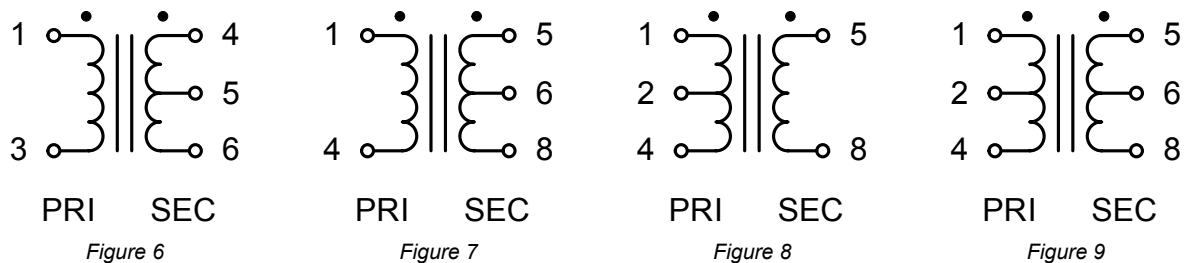 1 4 1 5 1 5 1 5
5 6 2 2 6
3 6 4 8 4 8 4 8
PRI SEC PRI SEC PRI SEC PRI SEC
Figure 6 Figure 7 Figure 8 Figure 9